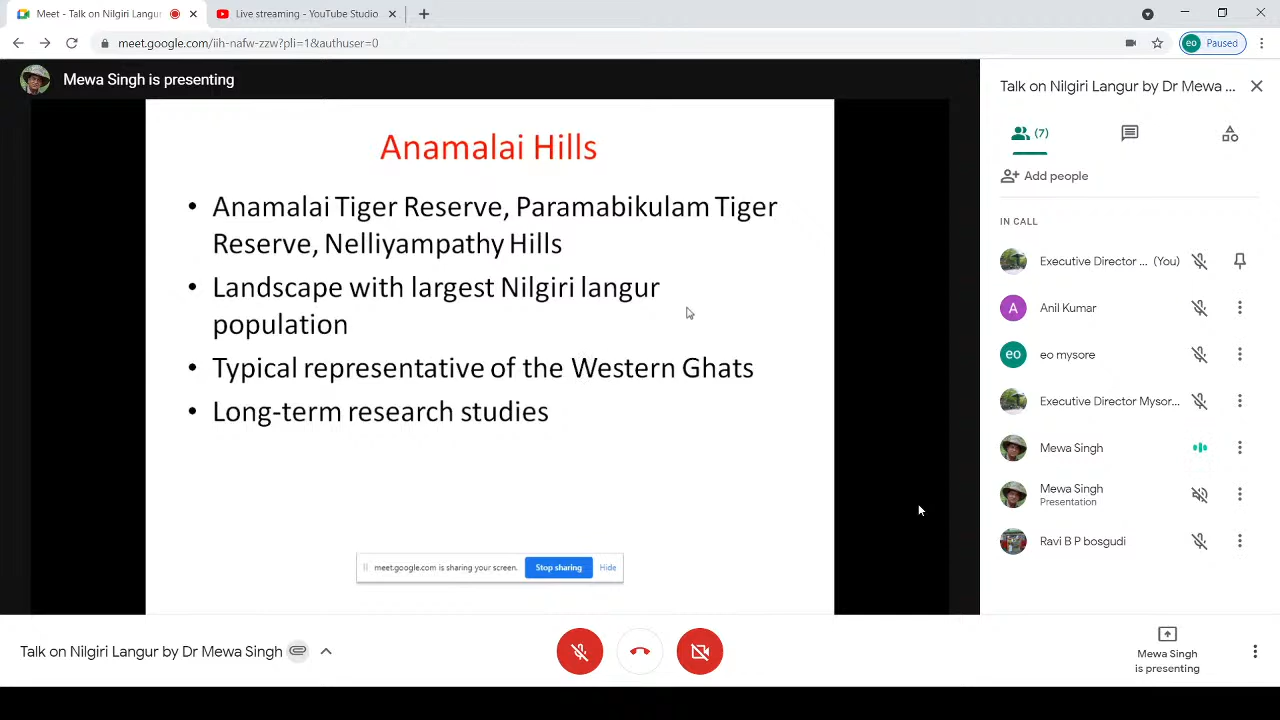 Meet - Talk on Nilgiri Langur
Live streaming - YouTube Studio
meet.google.com/iih-nafw-zzw?pli=1&authuser=0
eo Paused
Mewa Singh is presenting
Anamalai Hills
• Anamalai Tiger Reserve, Paramabikulam Tiger
Reserve, Nelliyampathy Hills
• Landscape with largest Nilgiri langur
population
• Typical representative of the Western Ghats
• Long-term research studies
meet.google.com is sharing your screen. Stop sharing Hide
Talk on Nilgiri Langur by Dr Mewa ...
(7)
Add people
IN CALL
Executive Director ... (You)
A Anil Kumar
eo eo mysore
Executive Director Mysor...
Mewa Singh
Mewa Singh
Presentation
Ravi B P bosgudi
Talk on Nilgiri Langur by Dr Mewa Singh
Mewa Singh
is presenting